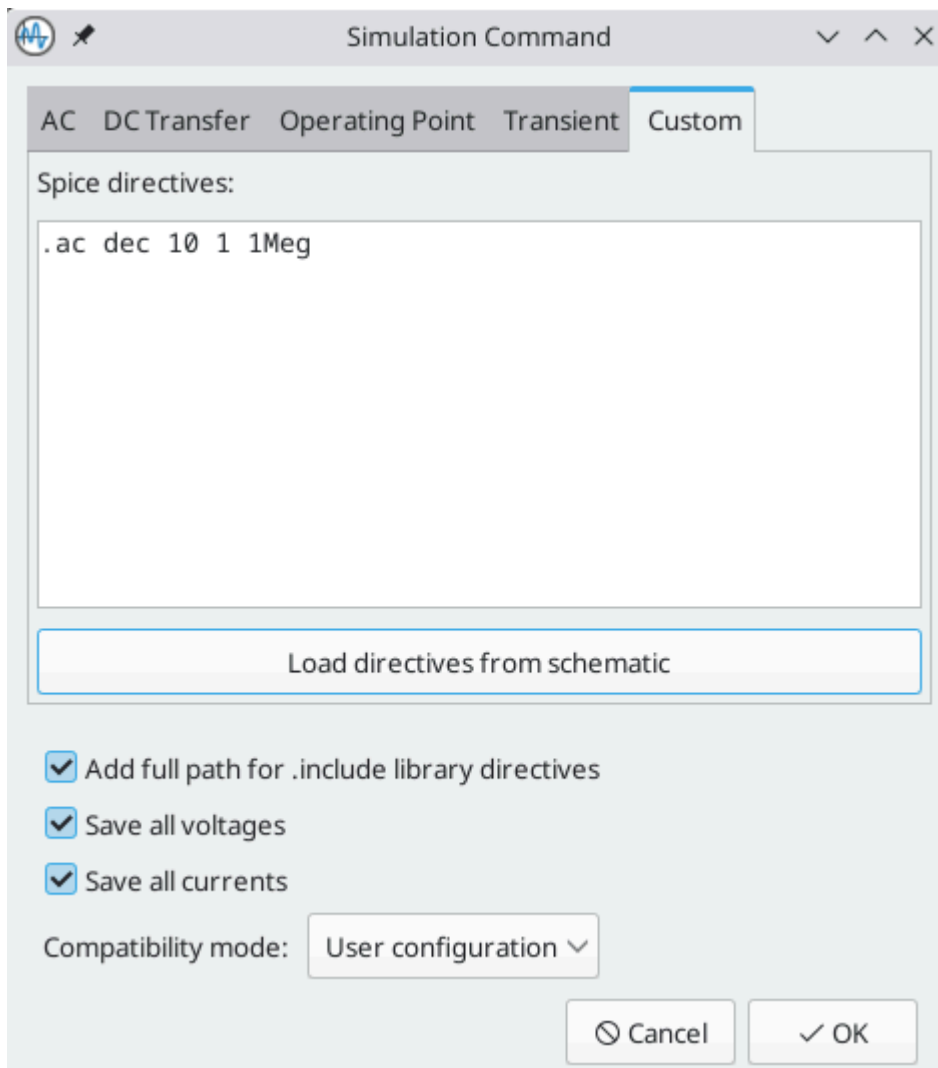 Simulation Command
AC DC Transfer Operating Point Transient Custom
Spice directives:
.ac dec 10 1 1Meg
Load directives from schematic
Add full path for .include library directives
Save all voltages
Save all currents
Compatibility mode: User configuration
Cancel OK